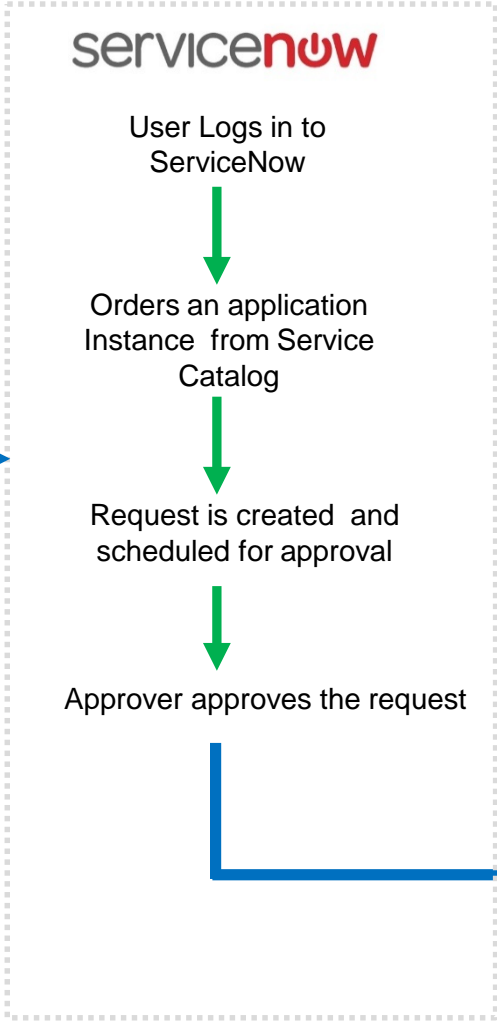 servicenow
User Logs in to
ServiceNow
Orders an application
Instance from Service
Catalog
Request is created and
scheduled for approval
Approver approves the request